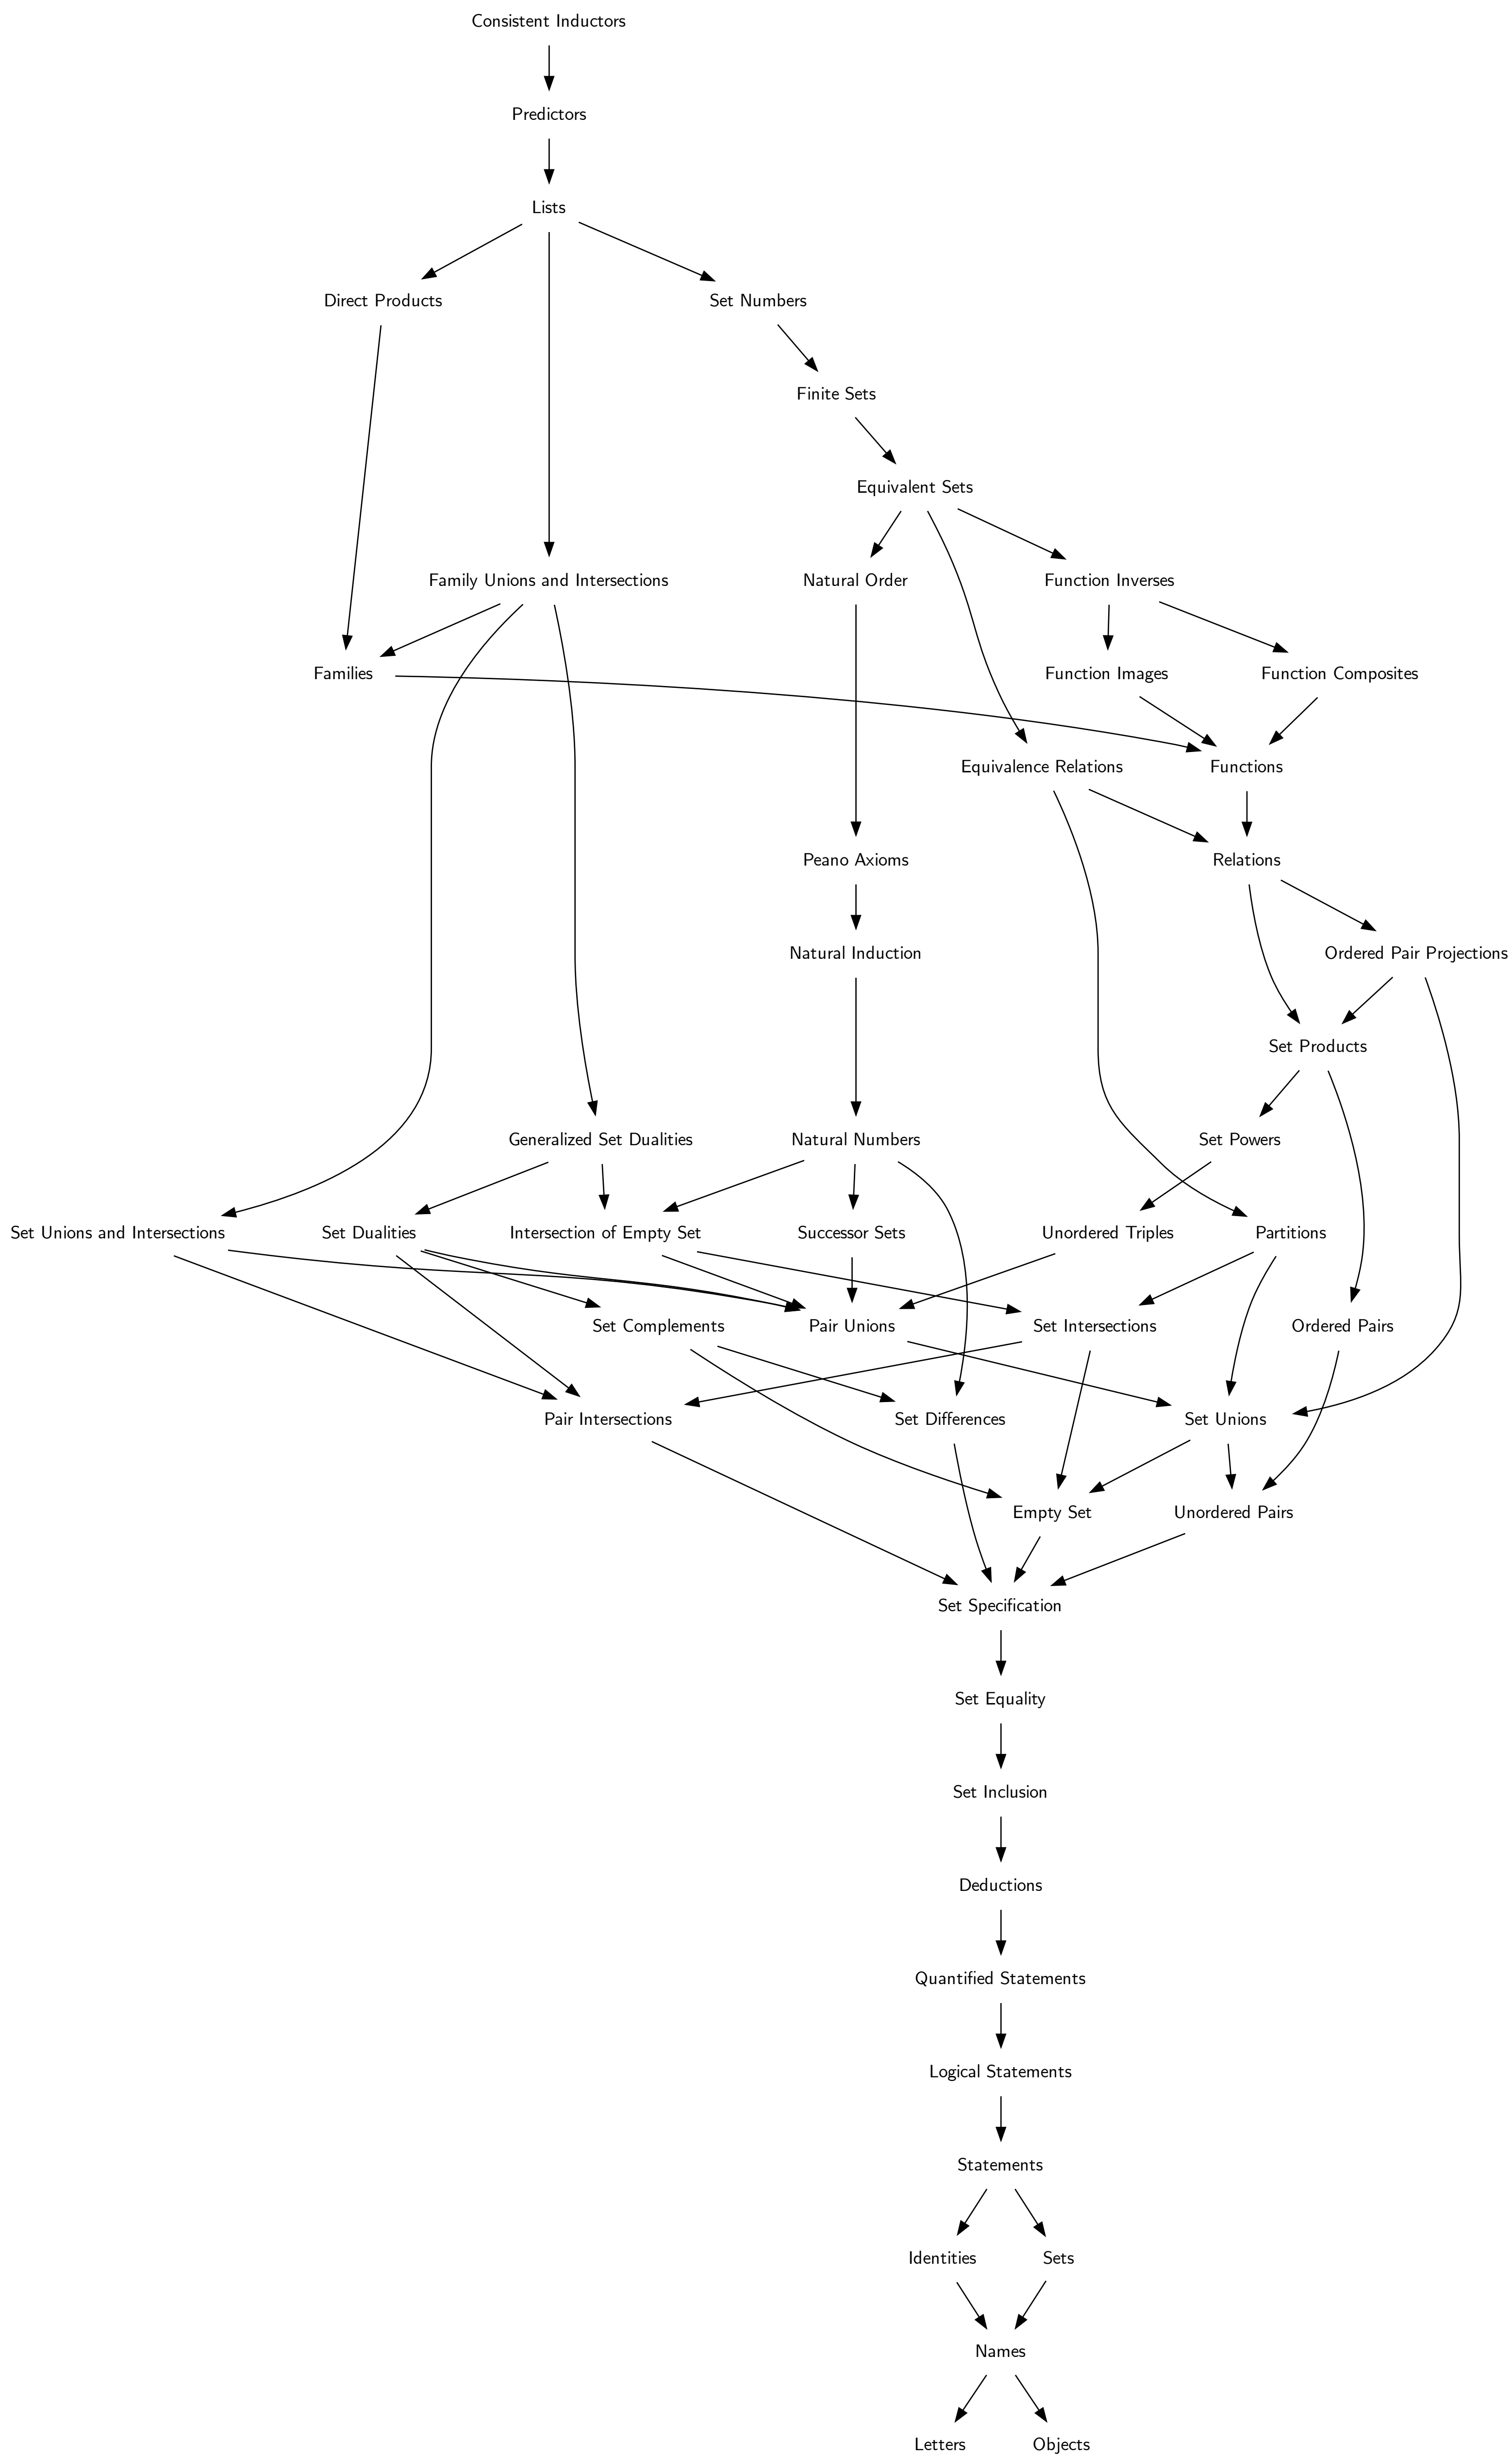 Consistent Inductors
Predictors
Lists
Direct Products
Set Numbers
Finite Sets
Equivalent Sets
Family Unions and Intersections
Natural Order
Function Inverses
Families
Function Images
Function Composites
Equivalence Relations
Functions
Peano Axioms
Relations
Natural Induction
Ordered Pair Projections
Set Products
Generalized Set Dualities
Natural Numbers
Set Powers
Set Unions and Intersections
Set Dualities
Intersection of Empty Set
Successor Sets
Unordered Triples
Partitions
Set Complements
Pair Unions
Set Intersections
Ordered Pairs
Pair Intersections
Set Differences
Set Unions
Empty Set
Unordered Pairs
Set Specification
Set Equality
Set Inclusion
Deductions
Quantified Statements
Logical Statements
Statements
Identities
Sets
Names
Letters
Objects